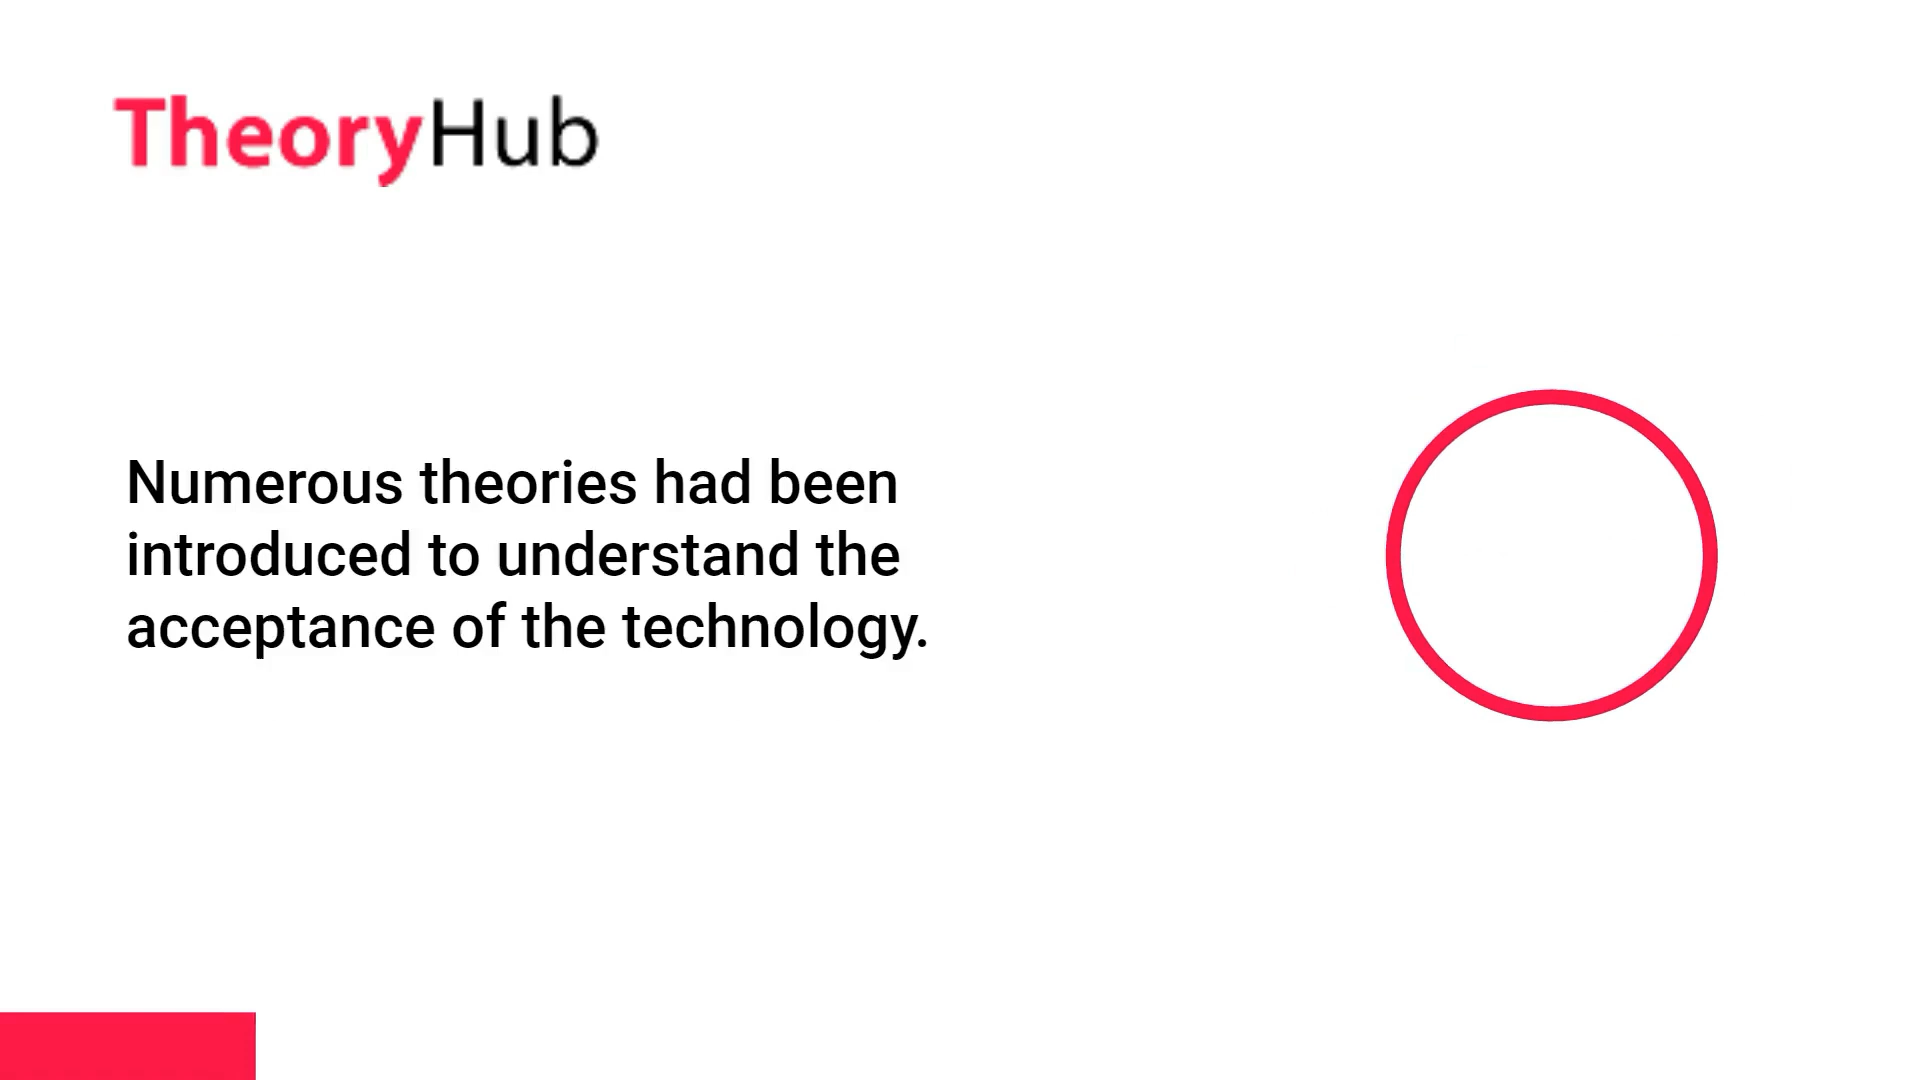 TheoryHub
Numerous theories had been
introduced to understand the
acceptance of the technology.